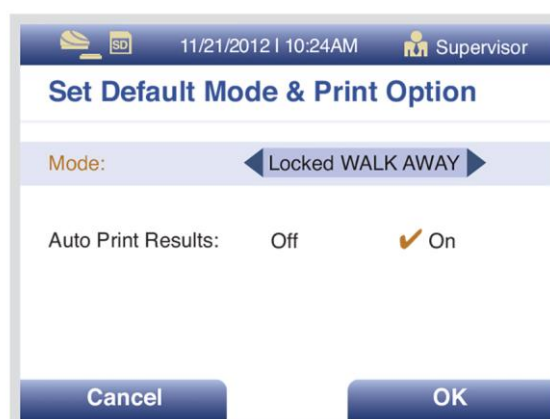 SD 11/21/2012 | 10:24AM Supervisor
Set Default Mode & Print Option
Mode: Locked WALK AWAY
Auto Print Results: Off ✔ On
Cancel OK